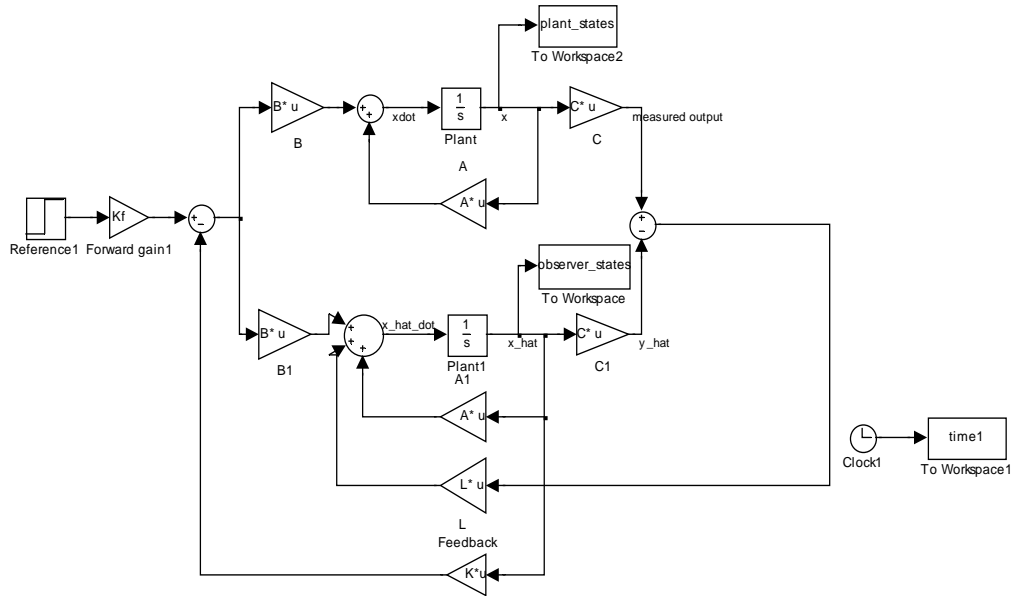 plant_states
To Workspace2
B* u
B
+
+
xdot
1
s
Plant
x
C* u
C
measured output
A
A* u
Reference1
Kf
Forward gain1
+
−
+
−
observer_states
To Workspace
B* u
B1
+
+
+
x_hat_dot
1
s
Plant1
x_hat
C* u
C1
y_hat
A1
A* u
time1
Clock1
To Workspace1
L* u
L
Feedback
K*u